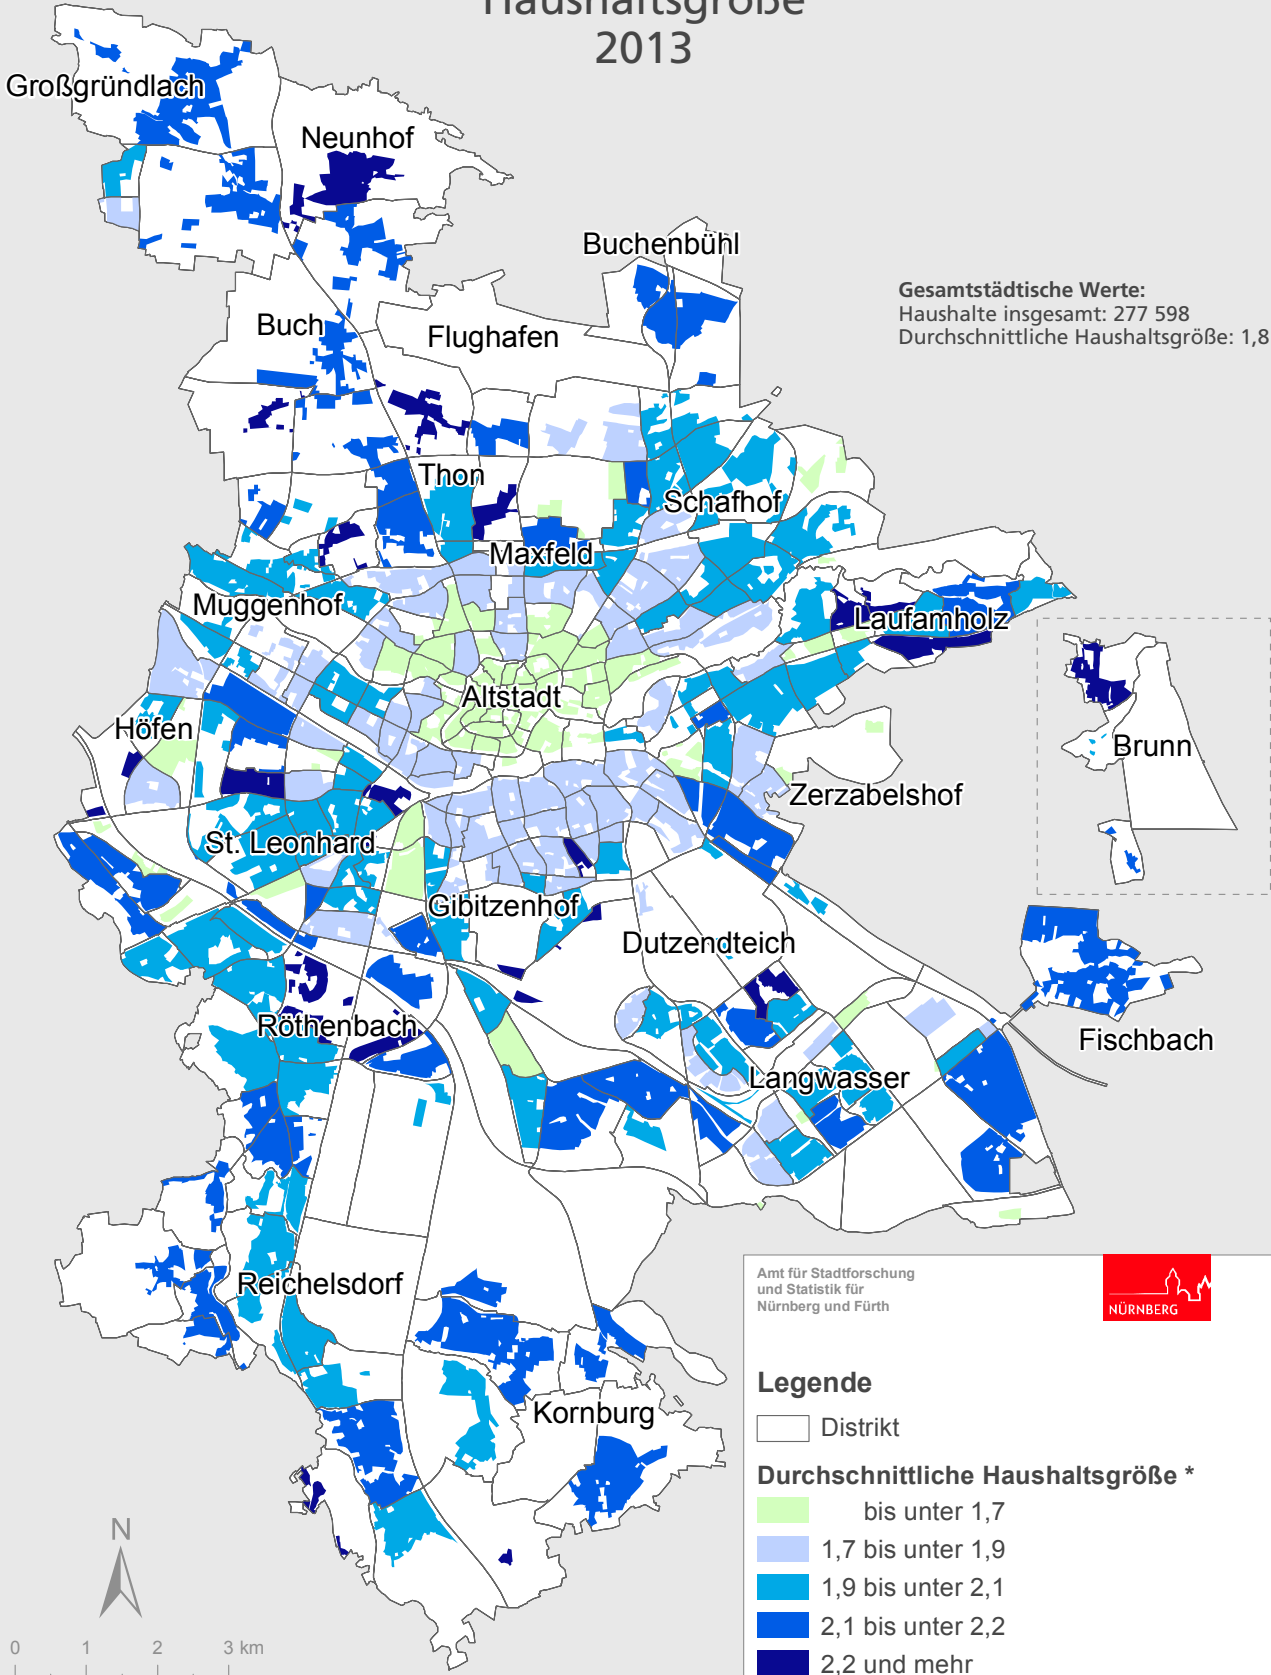 Haushaltsgröße
2013
Großgründlach
Neunhof
Buchenbühl
Gesamtstädtische Werte:
Haushalte insgesamt: 277 598
Durchschnittliche Haushaltsgröße: 1,8
Buch
Flughafen
Thon
Schafhof
Maxfeld
Muggenhof
Laufamholz
Altstadt
Höfen
Brunn
Zerzabelshof
St. Leonhard
Gibitzenhof
Dutzendteich
Röthenbach
Fischbach
Langwasser
Reichelsdorf
Kornburg
Amt für Stadtforschung
und Statistik für
Nürnberg und Fürth
NÜRNBERG
Legende
Distrikt
Durchschnittliche Haushaltsgröße *
bis unter 1,7
1,7 bis unter 1,9
1,9 bis unter 2,1
2,1 bis unter 2,2
2,2 und mehr
N
0 1 2 3 km